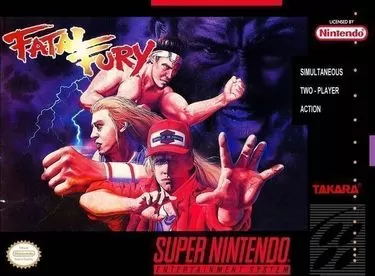 FATAL FURY
LICENSED BY
Nintendo
SIMULTANEOUS
TWO-PLAYER
ACTION
TAKARA
SUPER NINTENDO
ENTERTAINMENT SYSTEM